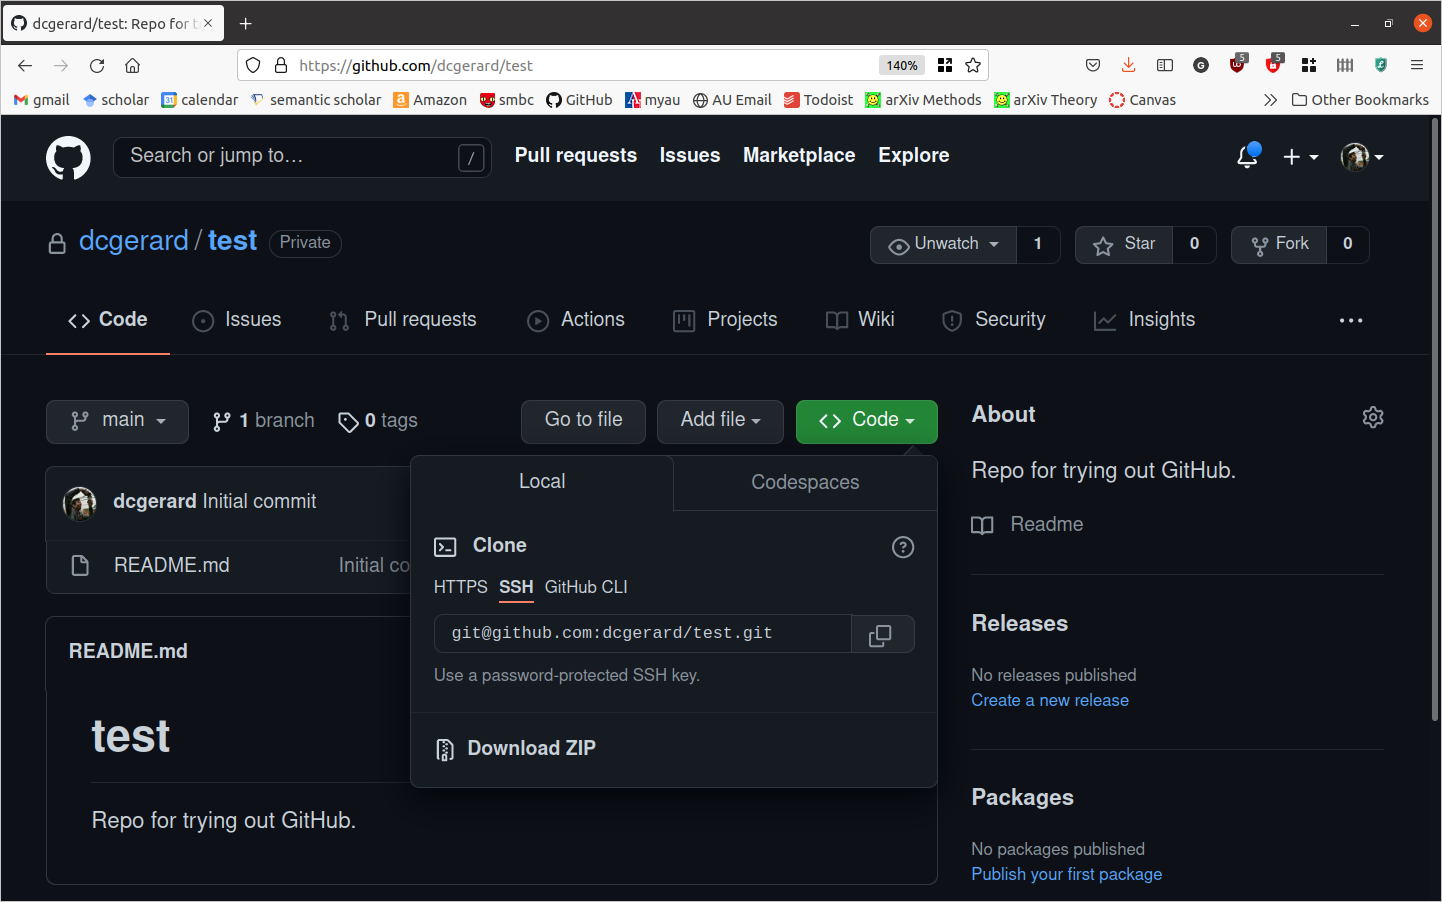 dcgerard/test: Repo for t
https://github.com/dcgerard/test 140%
gmail scholar calendar semantic scholar Amazon smbc GitHub myau AU Email Todoist arXiv Methods arXiv Theory Canvas Other Bookmarks
Search or jump to… / Pull requests Issues Marketplace Explore
dcgerard / test Private Unwatch 1 Star 0 Fork 0
Code Issues Pull requests Actions Projects Wiki Security Insights
main 1 branch 0 tags Go to file Add file Code
dcgerard Initial commit
README.md Initial co
README.md
test
Repo for trying out GitHub.
Local Codespaces
Clone
HTTPS SSH GitHub CLI
git@github.com:dcgerard/test.git
Use a password-protected SSH key.
Download ZIP
About
Repo for trying out GitHub.
Readme
Releases
No releases published
Create a new release
Packages
No packages published
Publish your first package